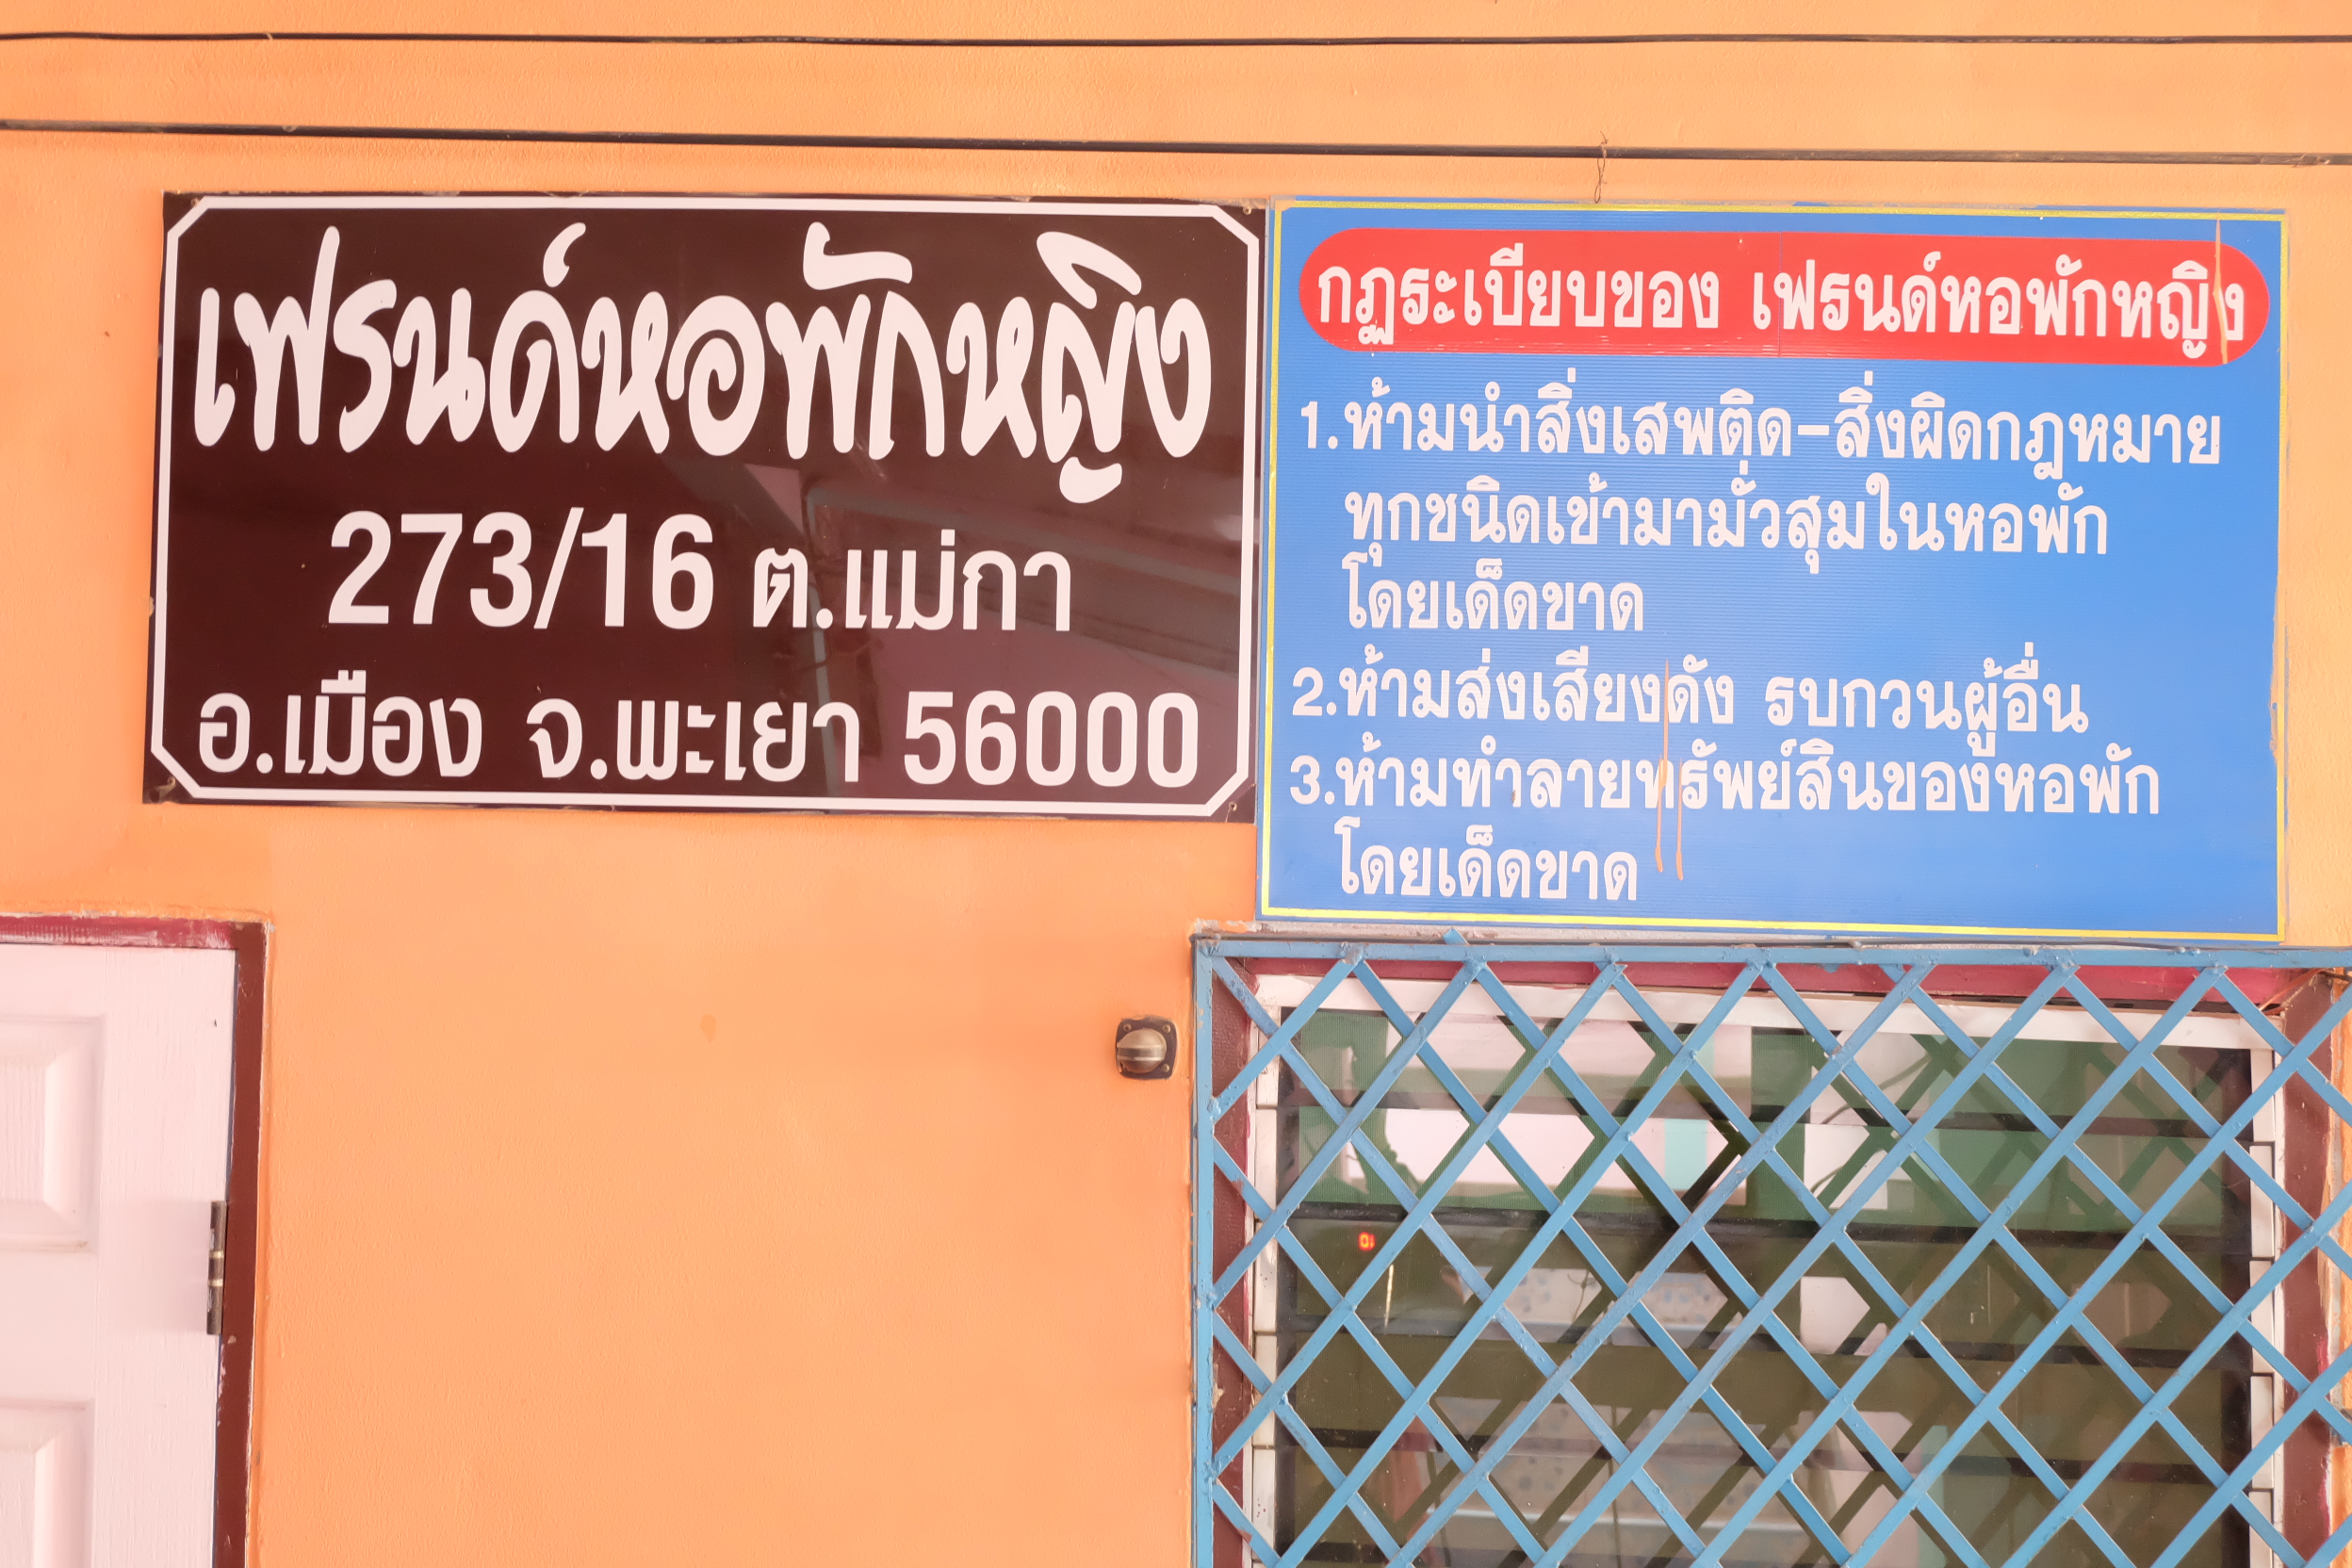 เฟรนด์หอพักหญิง
273/16 ต.แม่กา
อ.เมือง จ.พะเยา 56000
กฎระเบียบของ เฟรนด์หอพักหญิง
1.ห้ามนำสิ่งเสพติด-สิ่งผิดกฎหมาย
ทุกชนิดเข้ามามั่วสุมในหอพัก
โดยเด็ดขาด
2.ห้ามส่งเสียงดัง รบกวนผู้อื่น
3.ห้ามทำลายทรัพย์สินของหอพัก
โดยเด็ดขาด